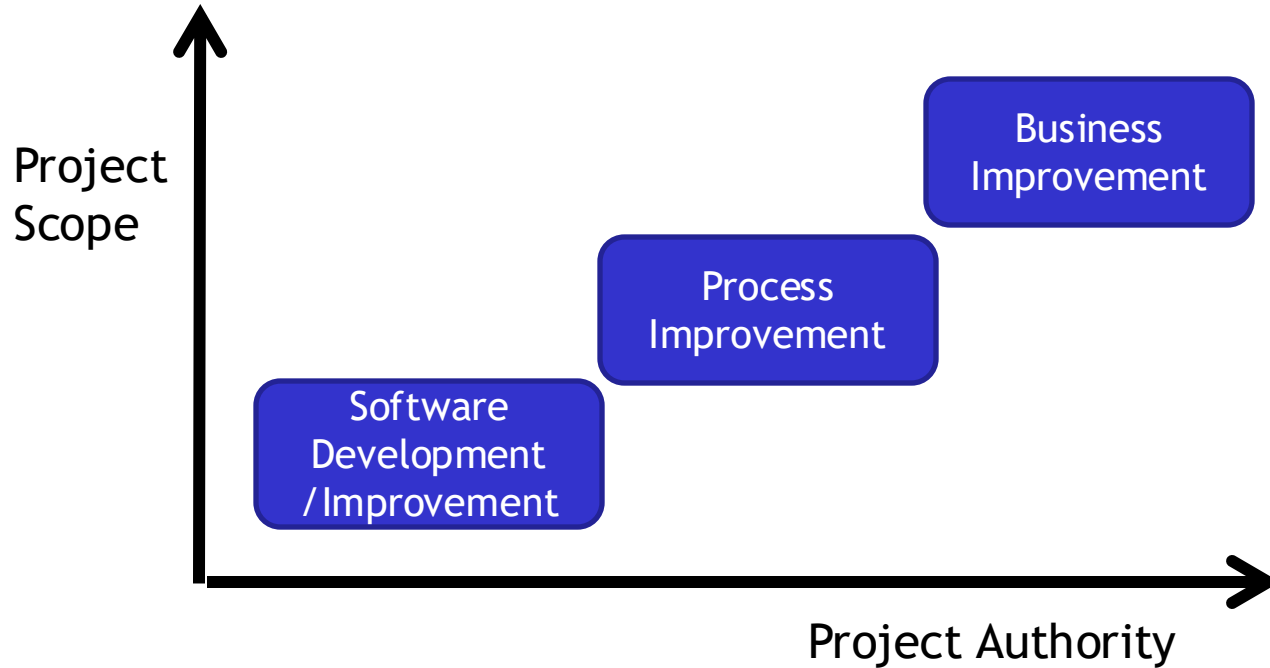 Project
Scope
Business
Improvement
Process
Improvement
Software
Development
/Improvement
Project Authority